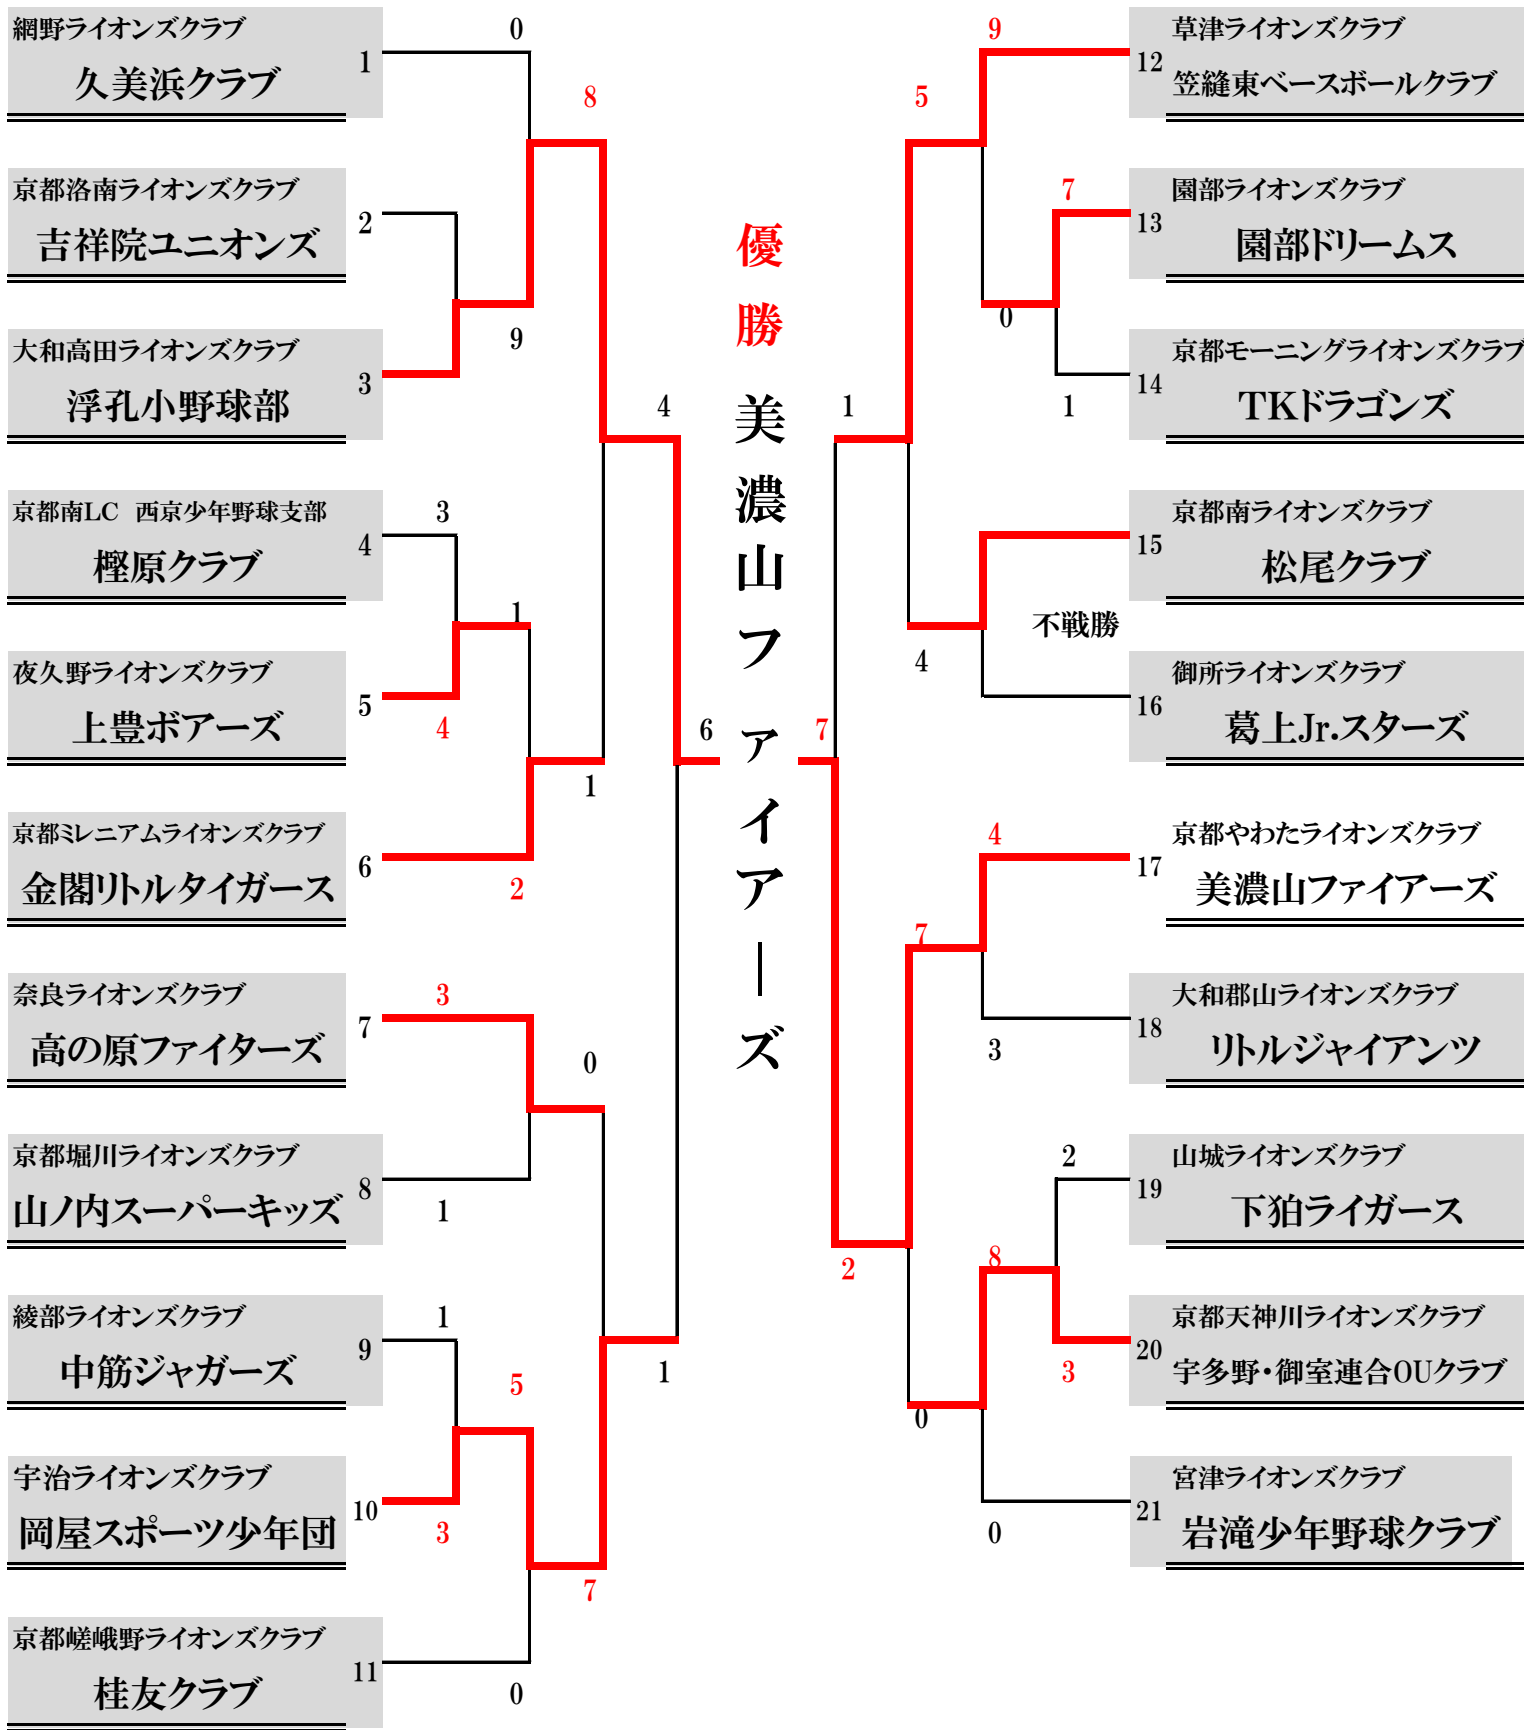 網野ライオンズクラブ
久美浜クラブ
1
0
京都洛南ライオンズクラブ
吉祥院ユニオンズ
2
大和高田ライオンズクラブ
浮孔小野球部
3
9
8
京都南LC 西京少年野球支部
樫原クラブ
4
3
夜久野ライオンズクラブ
上豊ボアーズ
5
4
1
京都ミレニアムライオンズクラブ
金閣リトルタイガース
6
2
1
4
奈良ライオンズクラブ
高の原ファイターズ
7
3
京都堀川ライオンズクラブ
山ノ内スーパーキッズ
8
1
0
綾部ライオンズクラブ
中筋ジャガーズ
9
1
宇治ライオンズクラブ
岡屋スポーツ少年団
10
3
5
京都嵯峨野ライオンズクラブ
桂友クラブ
11
0
7
1
6
優勝 美濃山ファイアーズ
7
草津ライオンズクラブ
笠縫東ベースボールクラブ
12
9
園部ライオンズクラブ
園部ドリームス
13
7
京都モーニングライオンズクラブ
TKドラゴンズ
14
1
0
5
京都南ライオンズクラブ
松尾クラブ
15
不戦勝
御所ライオンズクラブ
葛上Jr.スターズ
16
4
1
京都やわたライオンズクラブ
美濃山ファイアーズ
17
4
大和郡山ライオンズクラブ
リトルジャイアンツ
18
3
7
山城ライオンズクラブ
下狛ライガース
19
2
京都天神川ライオンズクラブ
宇多野・御室連合OUクラブ
20
3
8
宮津ライオンズクラブ
岩滝少年野球クラブ
21
0
0
2